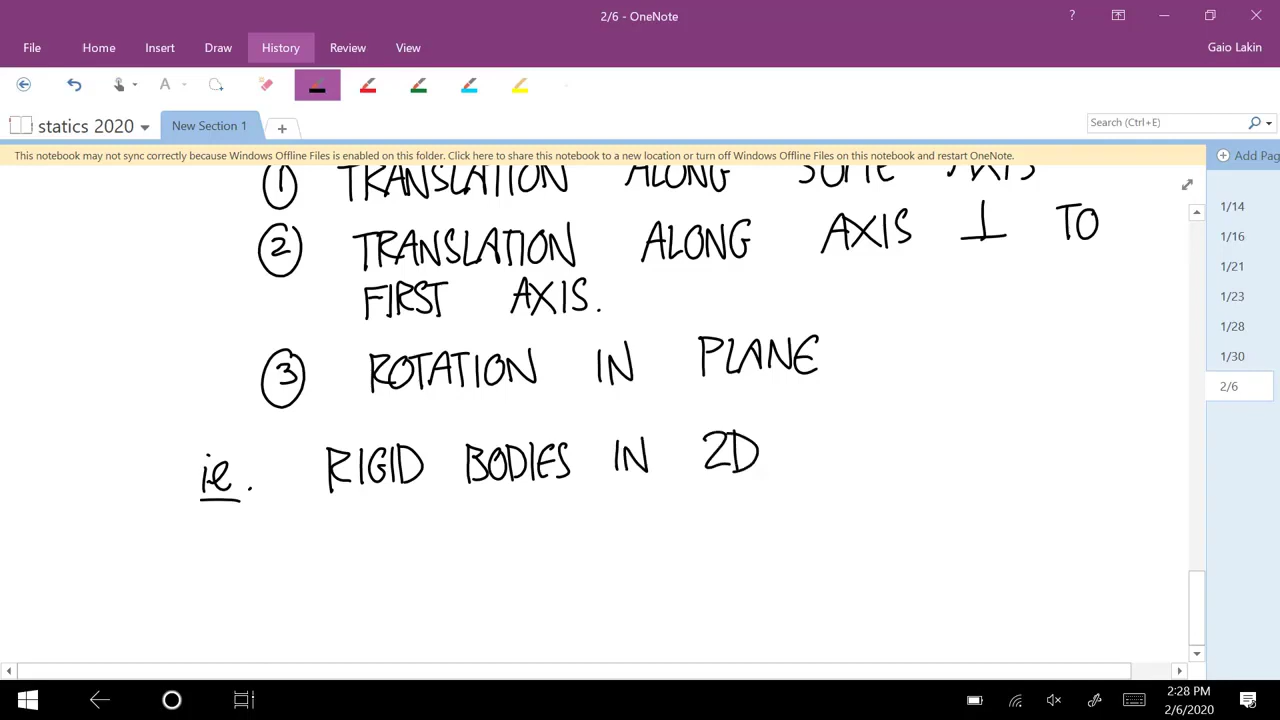 2/6 - OneNote
?
File Home Insert Draw History Review View Gaio Lakin
A
statics 2020 New Section 1 + Search (Ctrl+E)
This notebook may not sync correctly because Windows Offline Files is enabled on this folder. Click here to share this notebook to a new location or turn off Windows Offline Files on this notebook and restart OneNote.
Add Pag
1/14
1/16
1/21
1/23
1/28
1/30
2/6
① TRANSLATION ALONG SOME AXIS
② TRANSLATION ALONG AXIS ⊥ TO
FIRST AXIS.
③ ROTATION IN PLANE
ie. RIGID BODIES IN 2D
2:28 PM
2/6/2020